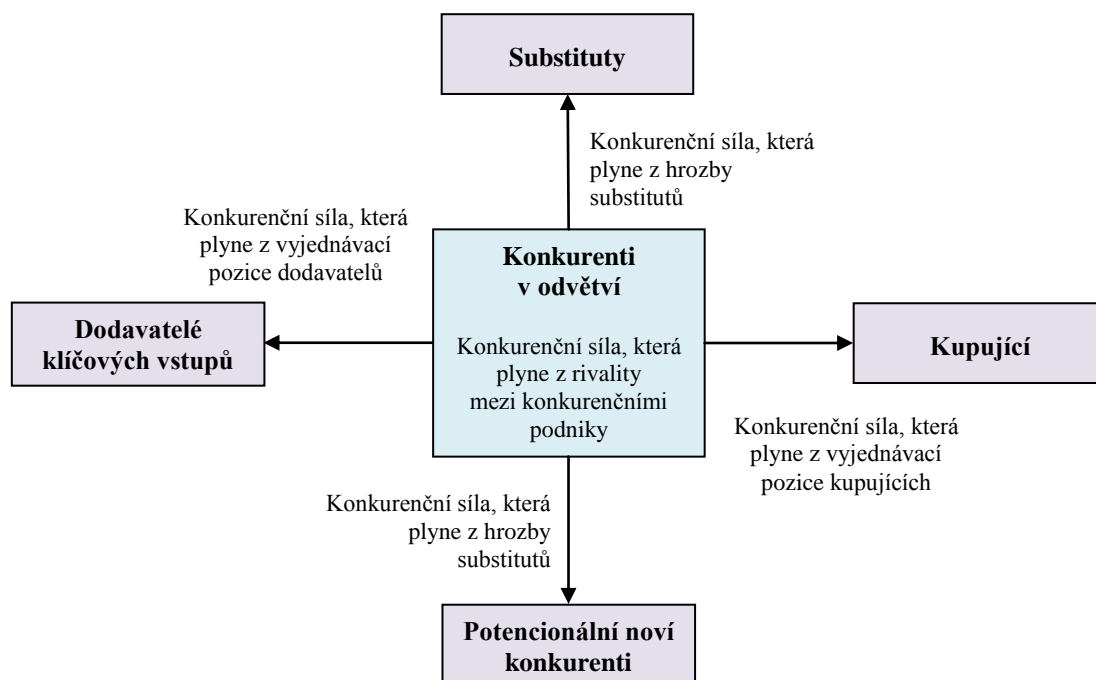 Substituty
Konkurenční síla, která
plyne z hrozby
substitutů
Konkurenční síla, která
plyne z vyjednávací
pozice dodavatelů
Konkurenti
v odvětví
Konkurenční síla, která
plyne z rivality
mezi konkurenčními
podniky
Dodavatelé
klíčových vstupů
Kupující
Konkurenční síla, která
plyne z vyjednávací
pozice kupujících
Konkurenční síla, která
plyne z hrozby
substitutů
Potencionální noví
konkurenti